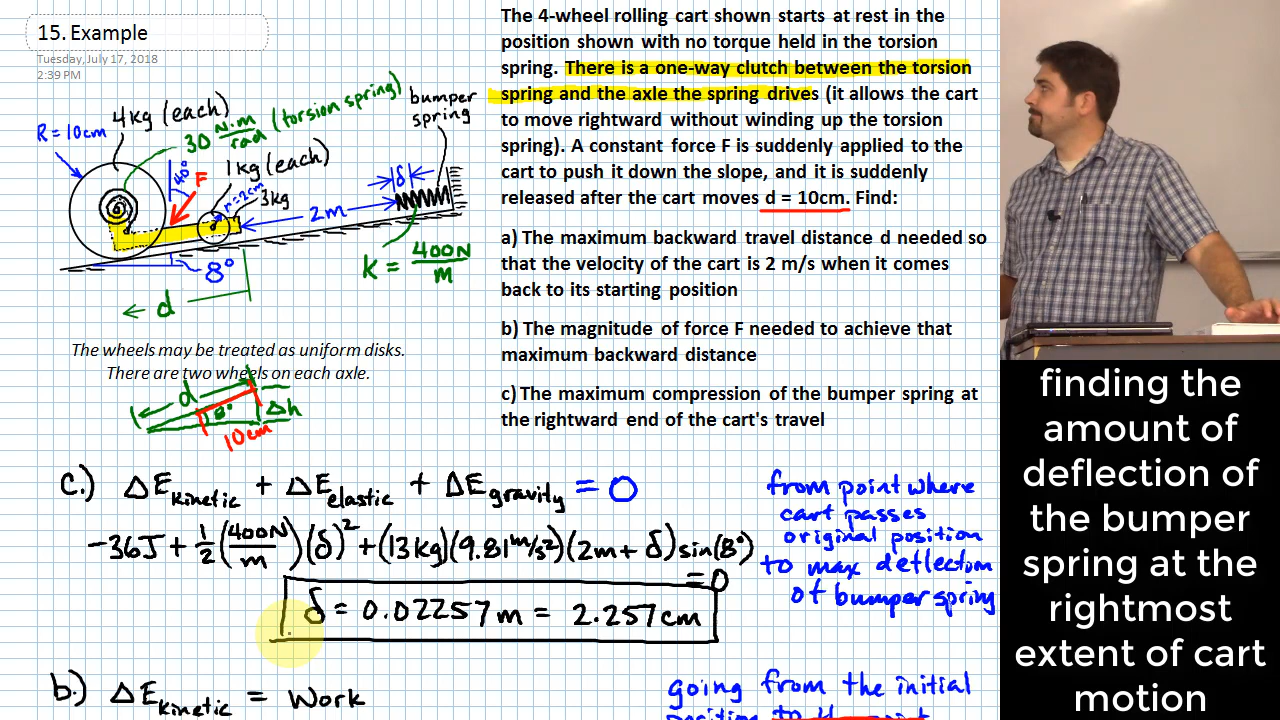 15. Example
Tuesday, July 17, 2018
2:39 PM
R = 10cm
4kg (each)
30 N·m/rad (torsion spring)
bumper
spring
40°
F
1kg (each)
r=2cm
3kg
δ
2m
8°
K = 400N/m
d
The wheels may be treated as uniform disks.
There are two wheels on each axle.
d
8°
Δh
10cm
The 4-wheel rolling cart shown starts at rest in the
position shown with no torque held in the torsion
spring. There is a one-way clutch between the torsion
spring and the axle the spring drives (it allows the cart
to move rightward without winding up the torsion
spring). A constant force F is suddenly applied to the
cart to push it down the slope, and it is suddenly
released after the cart moves d = 10cm. Find:
a) The maximum backward travel distance d needed so
that the velocity of the cart is 2 m/s when it comes
back to its starting position
b) The magnitude of force F needed to achieve that
maximum backward distance
c) The maximum compression of the bumper spring at
the rightward end of the cart's travel
c.) ΔEkinetic + ΔEelastic + ΔEgravity = 0
-36J + 1/2 (400N/m)(δ)² + (13kg)(9.81m/s²)(2m + δ) sin(8°)
= 0
δ = 0.02257m = 2.257cm
from point where
cart passes
original position
to max deflection
of bumper spring
b.) ΔEkinetic = Work
going from the initial
position to the point
finding the
amount of
deflection of
the bumper
spring at the
rightmost
extent of cart
motion